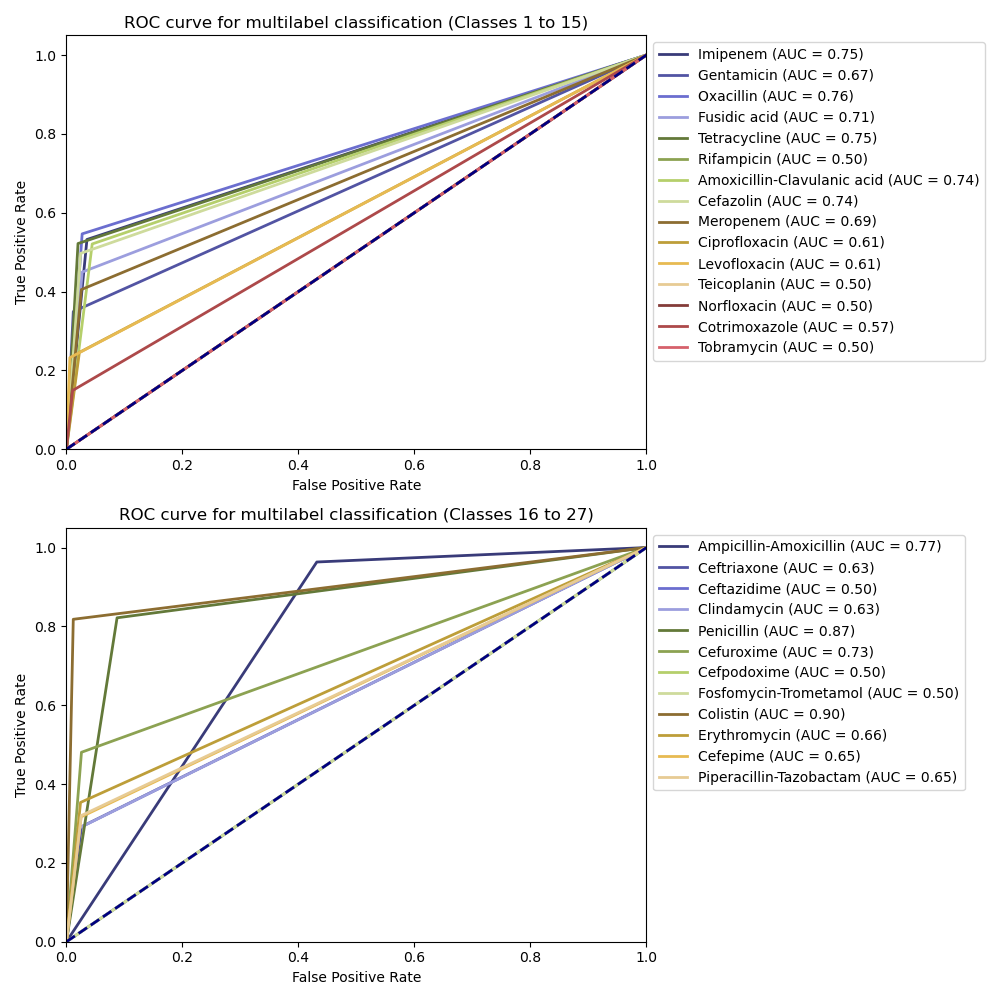 ROC curve for multilabel classification (Classes 1 to 15)
1.0
0.8
0.6
0.4
0.2
0.0
True Positive Rate
0.0 0.2 0.4 0.6 0.8 1.0
False Positive Rate
Imipenem (AUC = 0.75)
Gentamicin (AUC = 0.67)
Oxacillin (AUC = 0.76)
Fusidic acid (AUC = 0.71)
Tetracycline (AUC = 0.75)
Rifampicin (AUC = 0.50)
Amoxicillin-Clavulanic acid (AUC = 0.74)
Cefazolin (AUC = 0.74)
Meropenem (AUC = 0.69)
Ciprofloxacin (AUC = 0.61)
Levofloxacin (AUC = 0.61)
Teicoplanin (AUC = 0.50)
Norfloxacin (AUC = 0.50)
Cotrimoxazole (AUC = 0.57)
Tobramycin (AUC = 0.50)
ROC curve for multilabel classification (Classes 16 to 27)
1.0
0.8
0.6
0.4
0.2
0.0
True Positive Rate
0.0 0.2 0.4 0.6 0.8 1.0
False Positive Rate
Ampicillin-Amoxicillin (AUC = 0.77)
Ceftriaxone (AUC = 0.63)
Ceftazidime (AUC = 0.50)
Clindamycin (AUC = 0.63)
Penicillin (AUC = 0.87)
Cefuroxime (AUC = 0.73)
Cefpodoxime (AUC = 0.50)
Fosfomycin-Trometamol (AUC = 0.50)
Colistin (AUC = 0.90)
Erythromycin (AUC = 0.66)
Cefepime (AUC = 0.65)
Piperacillin-Tazobactam (AUC = 0.65)